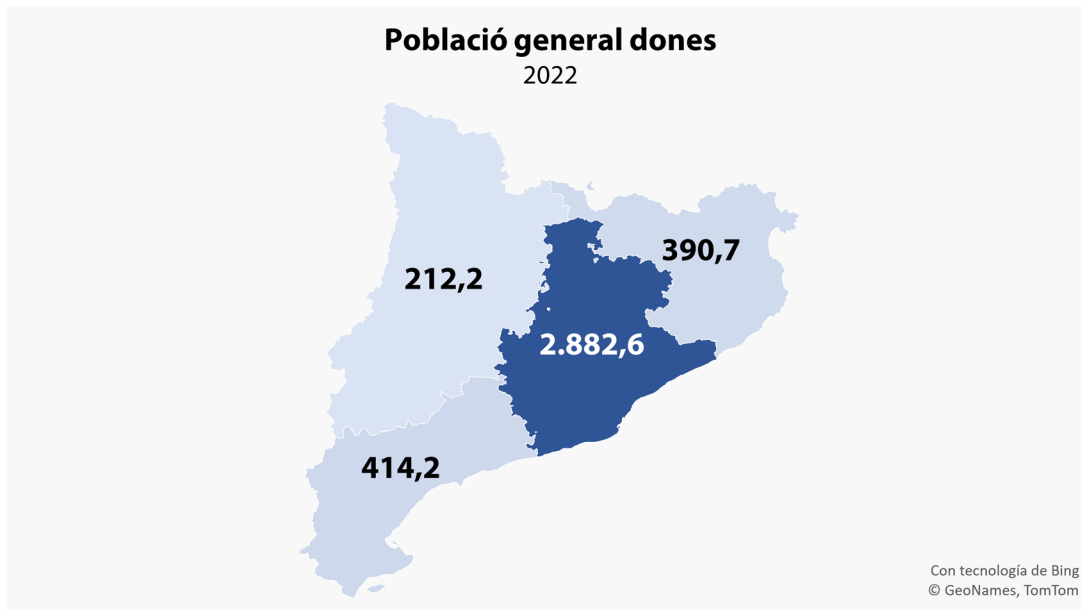 Població general dones
2022
390,7
212,2
2.882,6
414,2
Con tecnología de Bing
© GeoNames, TomTom